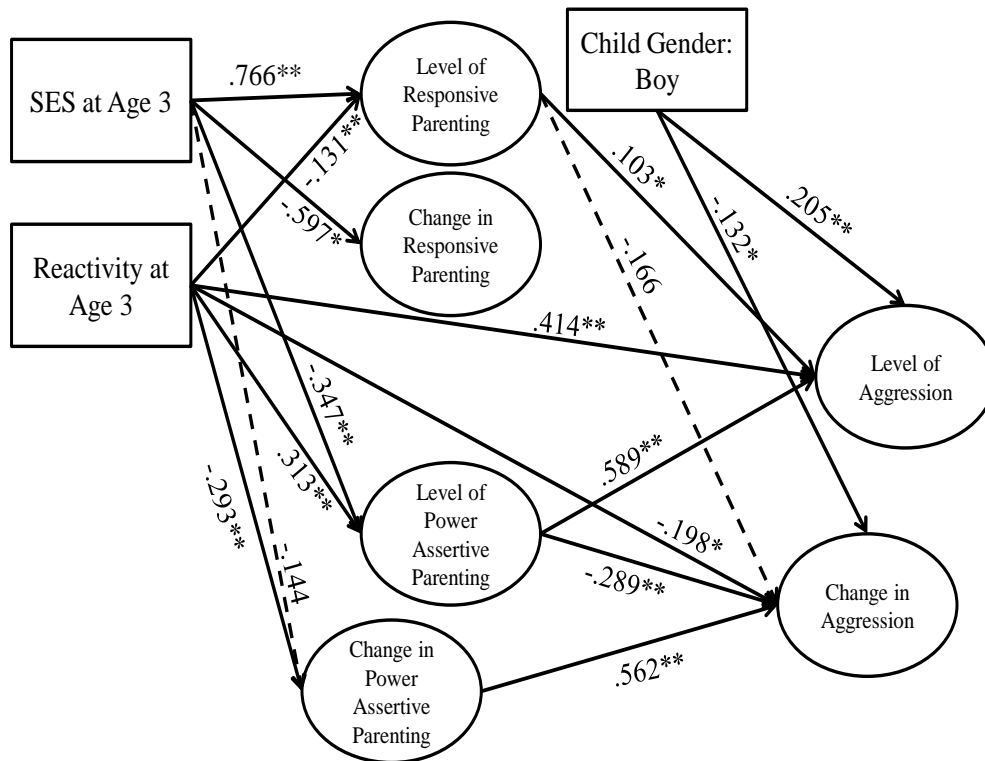 SES at Age 3
Reactivity at
Age 3
Level of
Responsive
Parenting
Change in
Responsive
Parenting
Child Gender:
Boy
.766**
-.131**
-.597*
.103*
.205**
-.132*
-.166
.414**
-.347**
.313**
-.293**
-.144
.589**
-.198*
-.289**
.562**
Level of
Power
Assertive
Parenting
Change in
Power
Assertive
Parenting
Level of
Aggression
Change in
Aggression